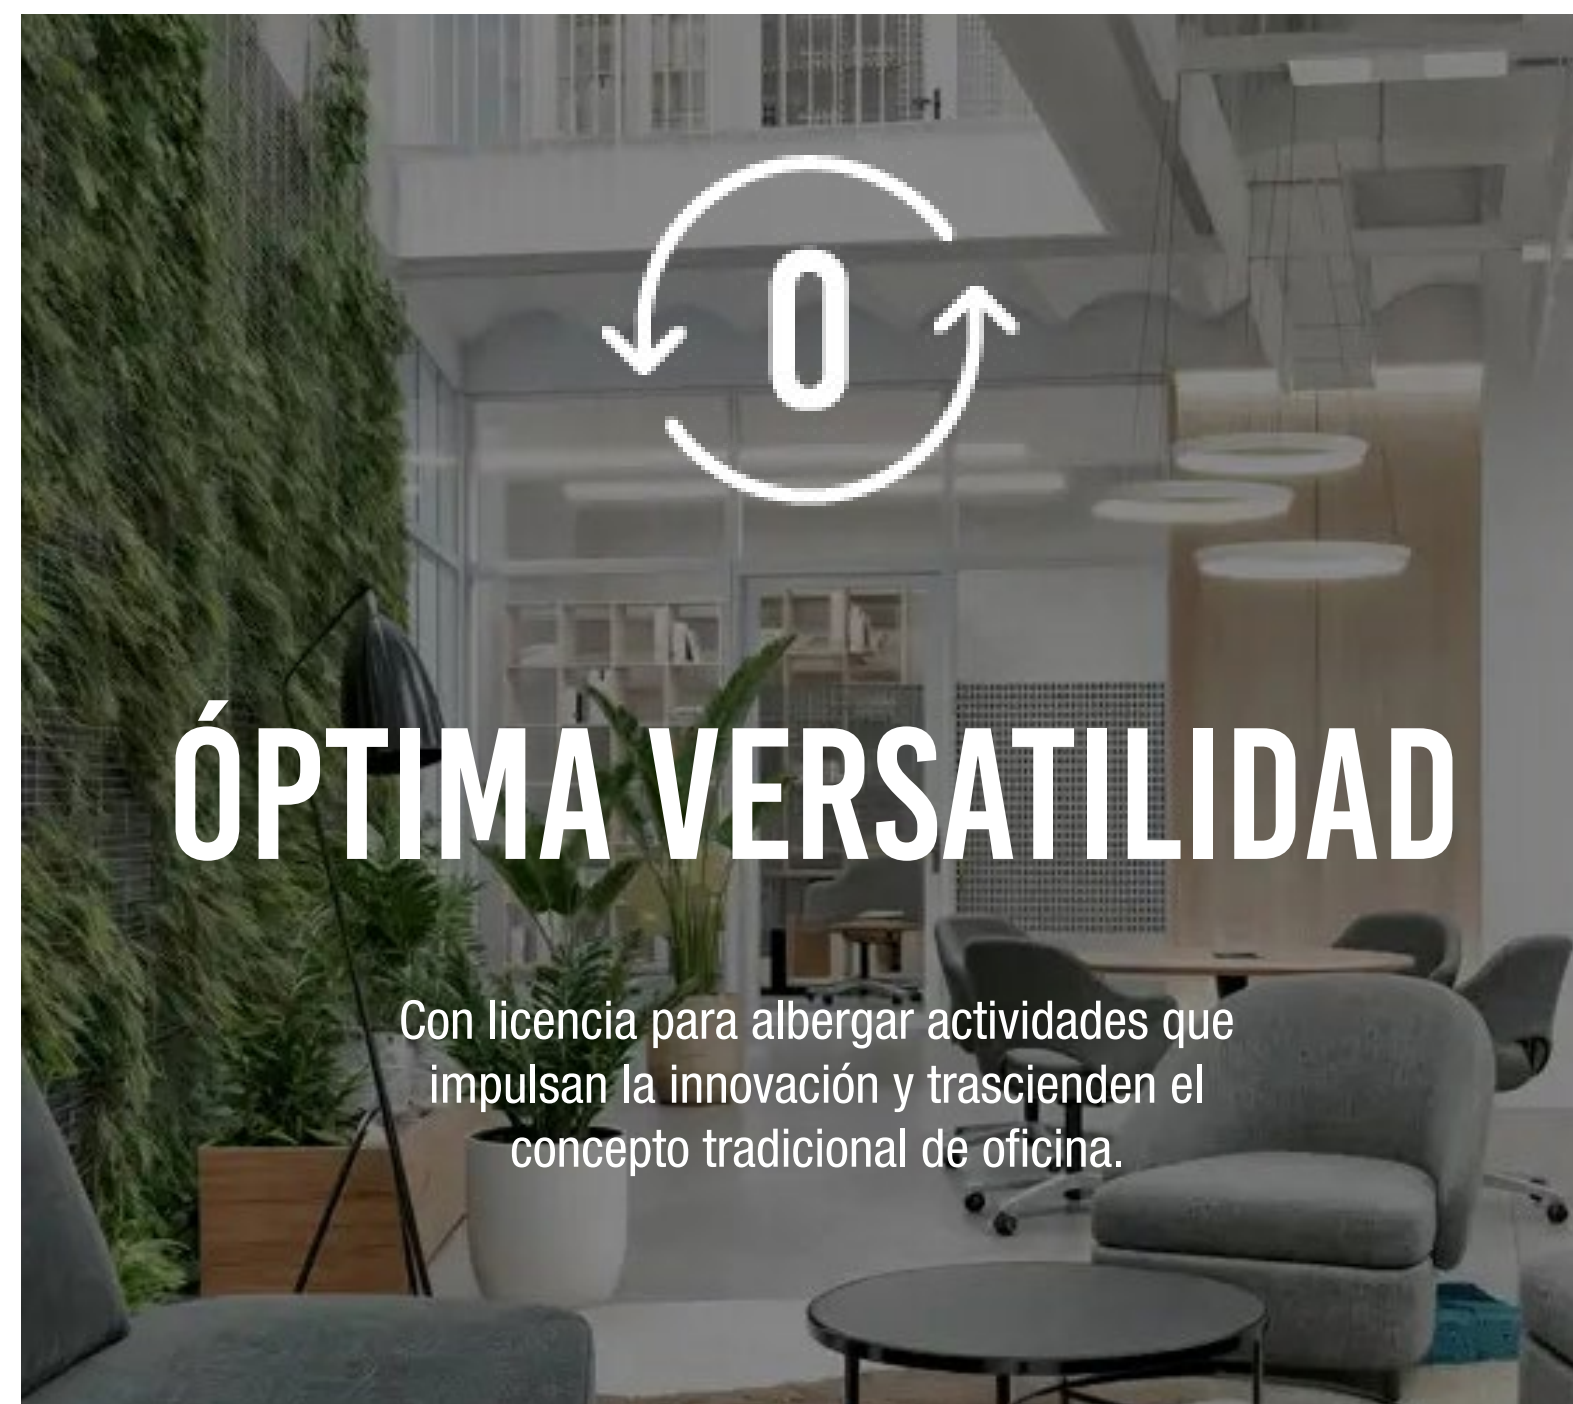 0
ÓPTIMA VERSATILIDAD
Con licencia para albergar actividades que
impulsan la innovación y trascienden el
concepto tradicional de oficina.